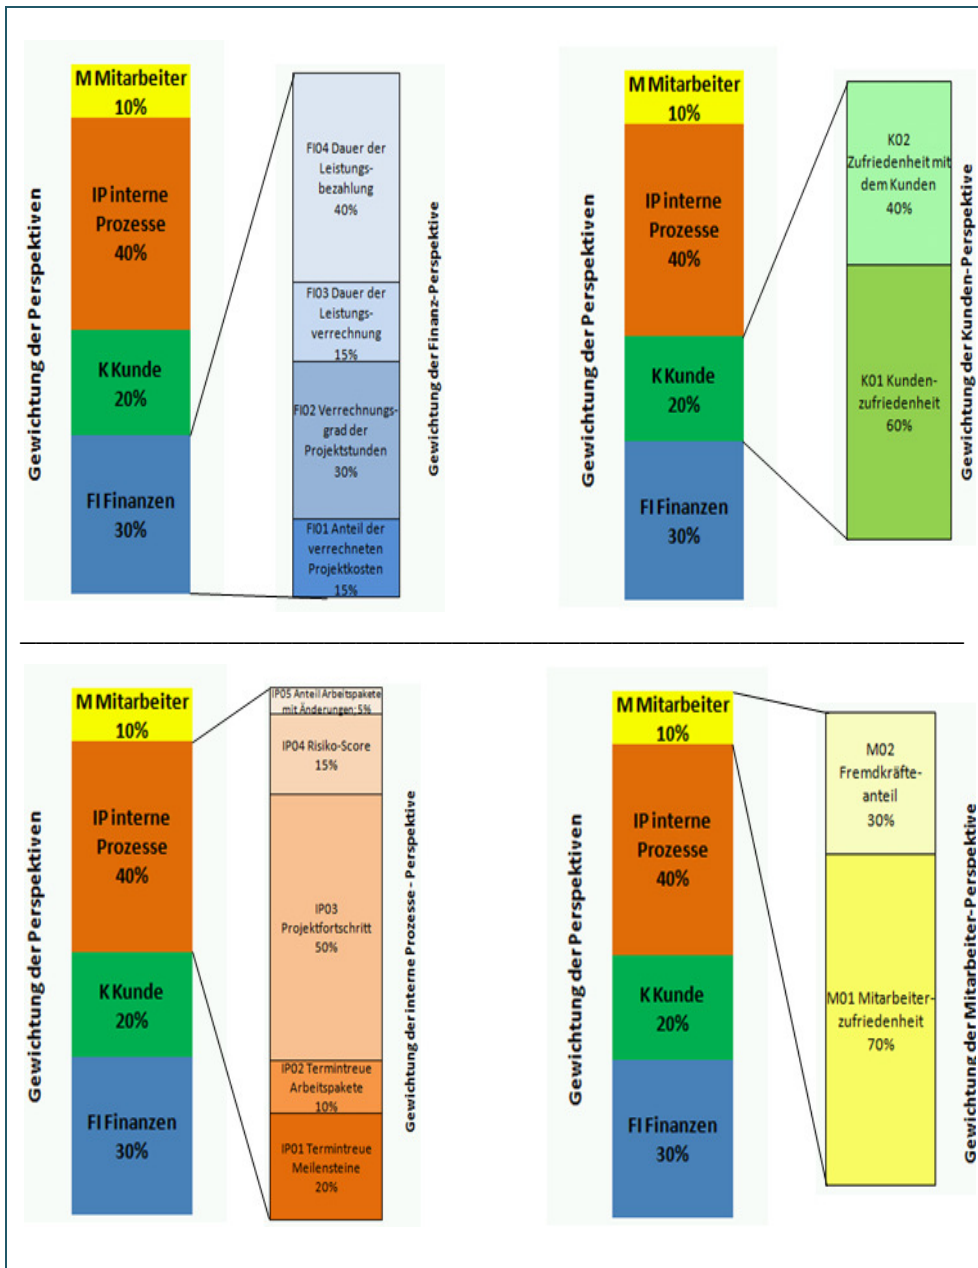 Gewichtung der Perspektiven
M Mitarbeiter
10%
IP interne
Prozesse
40%
K Kunde
20%
FI Finanzen
30%
FI04 Dauer der
Leistungs-
bezahlung
40%
FI03 Dauer der
Leistungs-
verrechnung
15%
FI02 Verrechnungs-
grad der
Projektstunden
30%
FI01 Anteil der
verrechneten
Projektkosten
15%
Gewichtung der Finanz-Perspektive
Gewichtung der Perspektiven
M Mitarbeiter
10%
IP interne
Prozesse
40%
K Kunde
20%
FI Finanzen
30%
K02
Zufriedenheit mit
dem Kunden
40%
K01 Kunden-
zufriedenheit
60%
Gewichtung der Kunden-Perspektive
Gewichtung der Perspektiven
M Mitarbeiter
10%
IP interne
Prozesse
40%
K Kunde
20%
FI Finanzen
30%
IP05 Anteil Arbeitspakete
mit Änderungen; 5%
IP04 Risiko-Score
15%
IP03
Projektfortschritt
50%
IP02 Termintreue
Arbeitspakete
10%
IP01 Termintreue
Meilensteine
20%
Gewichtung der interne Prozesse - Perspektive
Gewichtung der Perspektiven
M Mitarbeiter
10%
IP interne
Prozesse
40%
K Kunde
20%
FI Finanzen
30%
M02
Fremdkräfte-
anteil
30%
M01 Mitarbeiter-
zufriedenheit
70%
Gewichtung der Mitarbeiter-Perspektive